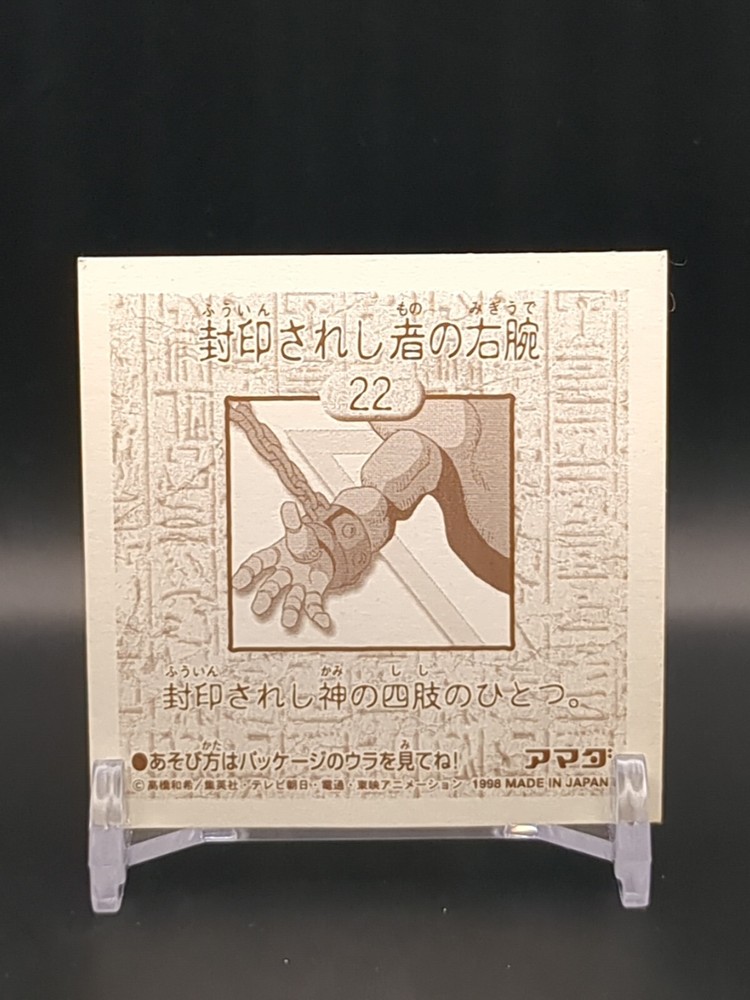 ふういん もの みぎうで
封印されし者の右腕
22
ふういん かみ しし
封印されし神の四肢のひとつ。
かた み
●あそび方はパッケージのウラを見てね! アマダ
©高橋和希/集英社・テレビ朝日・電通・東映アニメーション 1998 MADE IN JAPAN